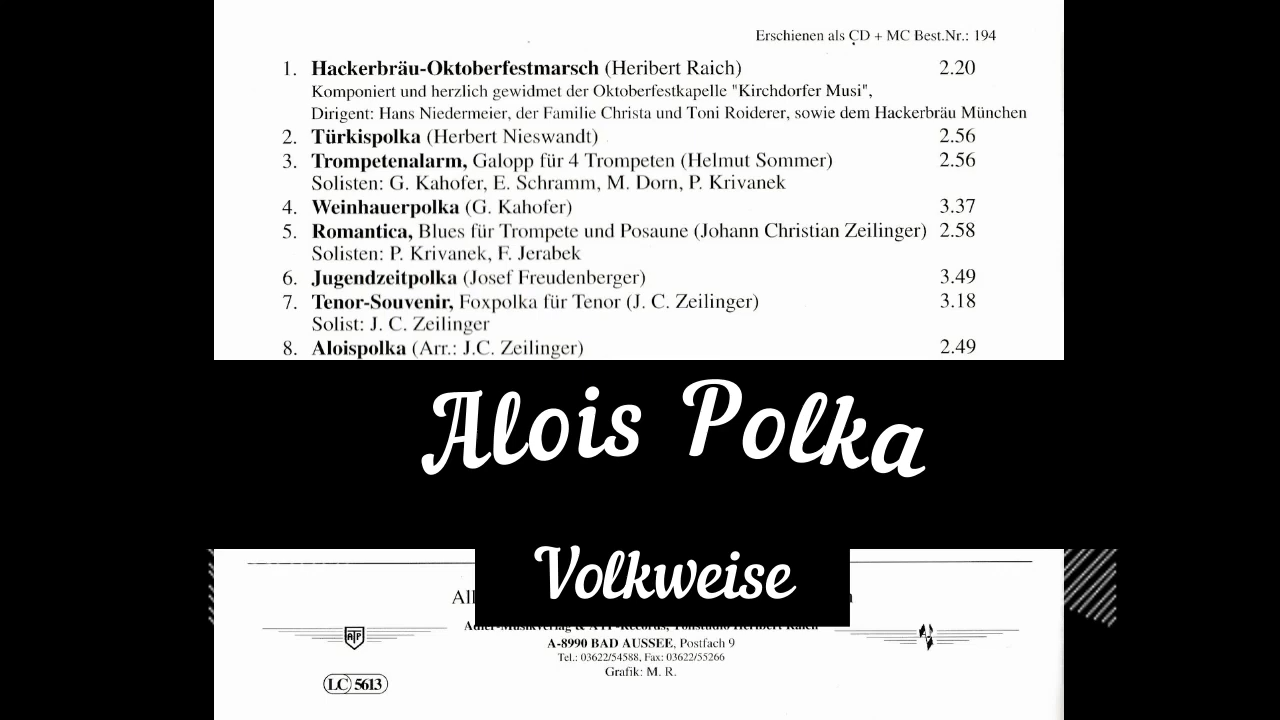 Erschienen als CD + MC Best.Nr.: 194
1. Hackerbräu-Oktoberfestmarsch (Heribert Raich) 2.20
Komponiert und herzlich gewidmet der Oktoberfestkapelle "Kirchdorfer Musi",
Dirigent: Hans Niedermeier, der Familie Christa und Toni Roiderer, sowie dem Hackerbräu München
2. Türkispolka (Herbert Nieswandt) 2.56
3. Trompetenalarm, Galopp für 4 Trompeten (Helmut Sommer) 2.56
Solisten: G. Kahofer, E. Schramm, M. Dorn, P. Krivanek
4. Weinhauerpolka (G. Kahofer) 3.37
5. Romantica, Blues für Trompete und Posaune (Johann Christian Zeilinger) 2.58
Solisten: P. Krivanek, F. Jerabek
6. Jugendzeitpolka (Josef Freudenberger) 3.49
7. Tenor-Souvenir, Foxpolka für Tenor (J. C. Zeilinger) 3.18
Solist: J. C. Zeilinger
8. Aloispolka (Arr.: J.C. Zeilinger) 2.49
Alois Polka
Volkweise
A-8990 BAD AUSSEE, Postfach 9
Tel.: 03622/54588, Fax: 03622/55266
Grafik: M. R.
ATP
LC 5613